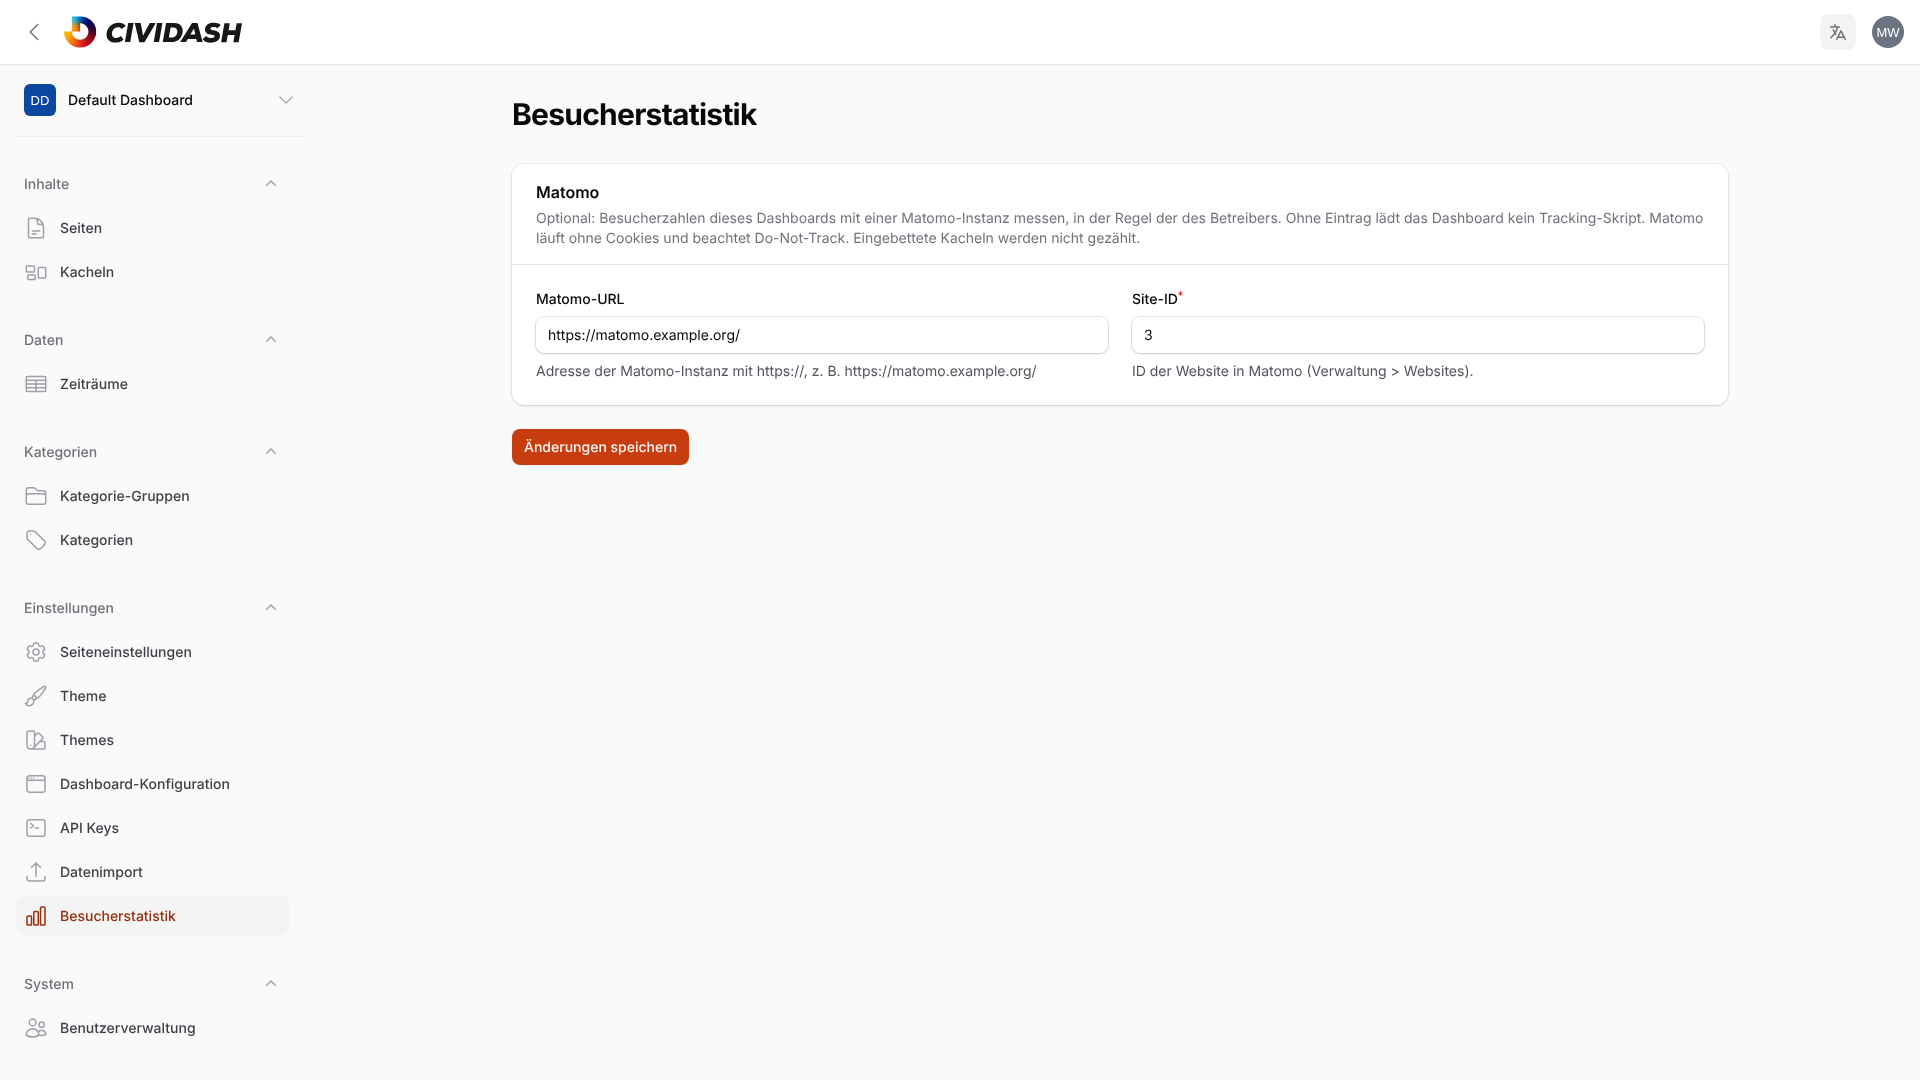 CIVIDASH
MW
DD Default Dashboard
Inhalte
Seiten
Kacheln
Daten
Zeiträume
Kategorien
Kategorie-Gruppen
Kategorien
Einstellungen
Seiteneinstellungen
Theme
Themes
Dashboard-Konfiguration
API Keys
Datenimport
Besucherstatistik
System
Benutzerverwaltung
Besucherstatistik
Matomo
Optional: Besucherzahlen dieses Dashboards mit einer Matomo-Instanz messen, in der Regel der des Betreibers. Ohne Eintrag lädt das Dashboard kein Tracking-Skript. Matomo
läuft ohne Cookies und beachtet Do-Not-Track. Eingebettete Kacheln werden nicht gezählt.
Matomo-URL
https://matomo.example.org/
Adresse der Matomo-Instanz mit https://, z. B. https://matomo.example.org/
Site-ID*
3
ID der Website in Matomo (Verwaltung > Websites).
Änderungen speichern